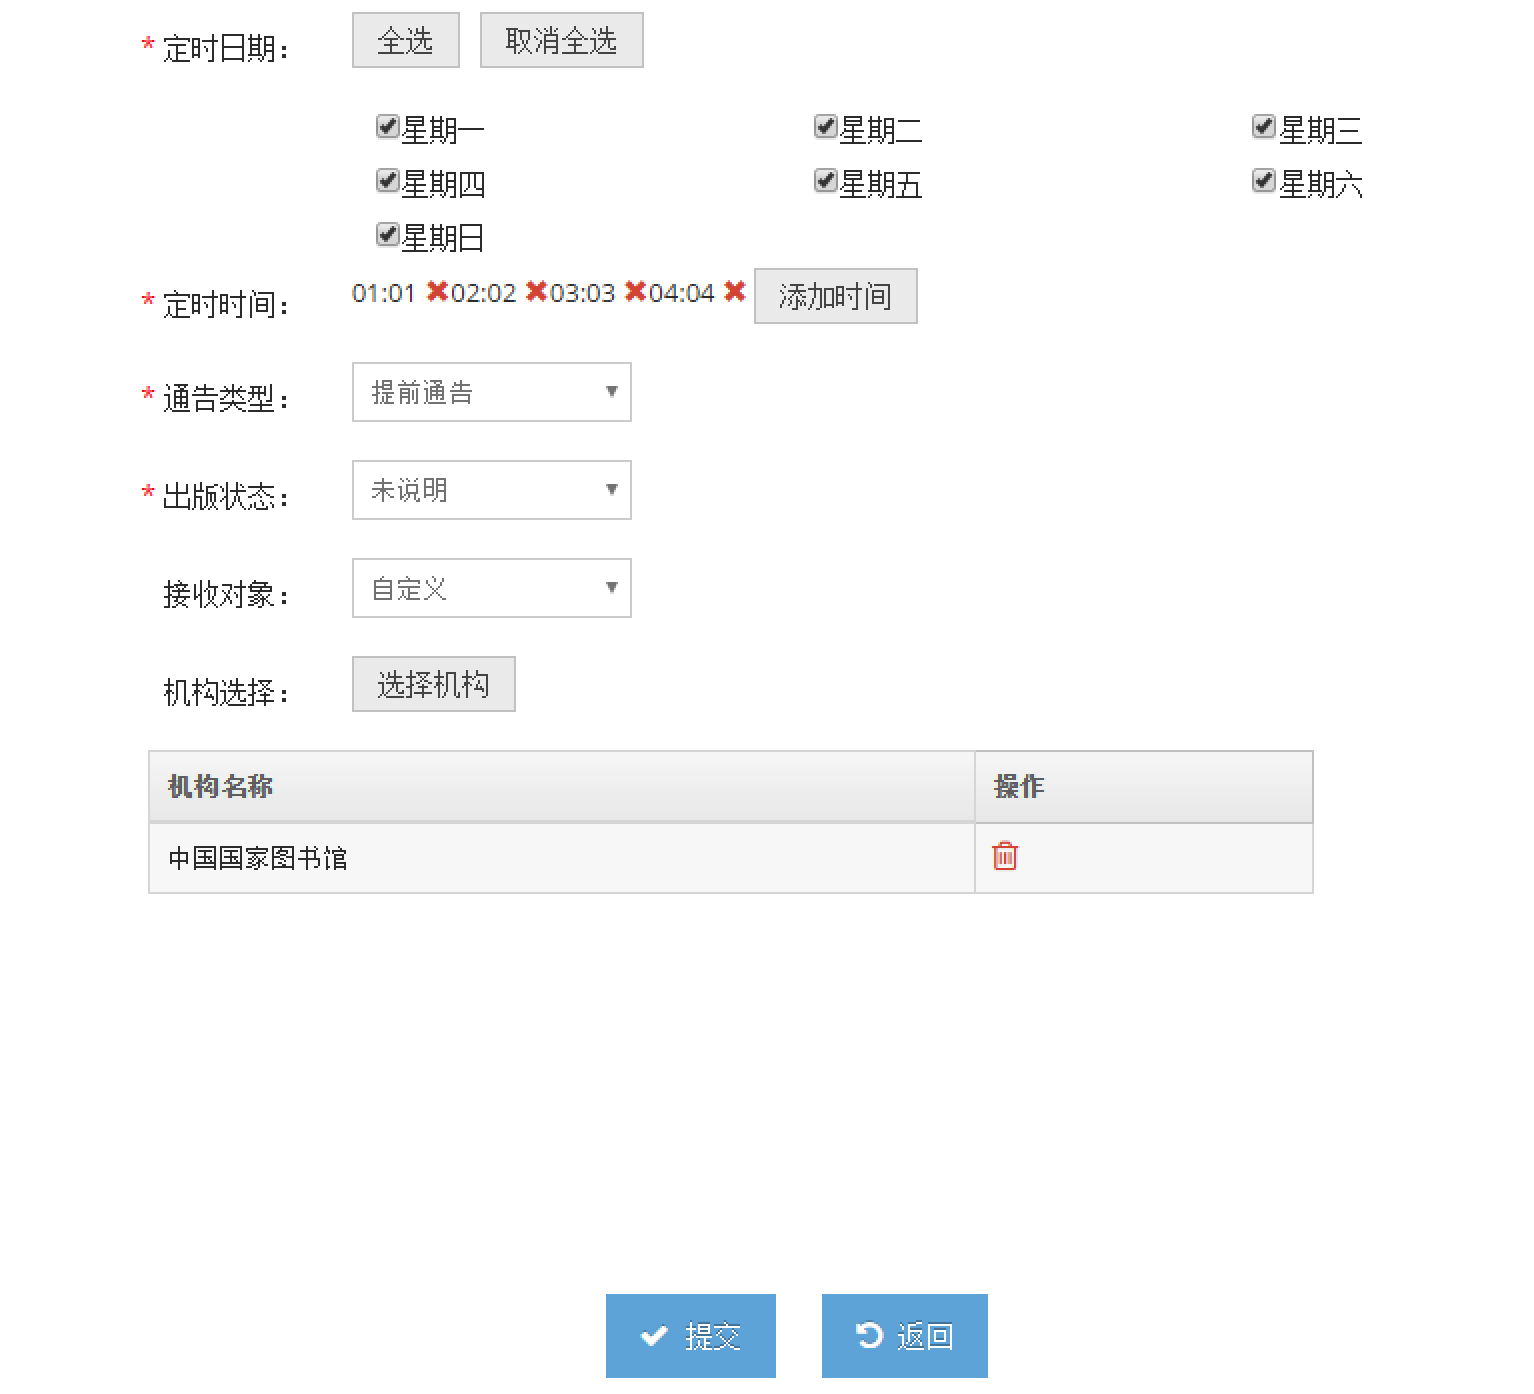 * 定时日期： 全选 取消全选
星期一 星期二 星期三
星期四 星期五 星期六
星期日
* 定时时间： 01:01 02:02 03:03 04:04 添加时间
* 通告类型： 提前通告
* 出版状态： 未说明
接收对象： 自定义
机构选择： 选择机构
机构名称 操作
中国国家图书馆
提交 返回